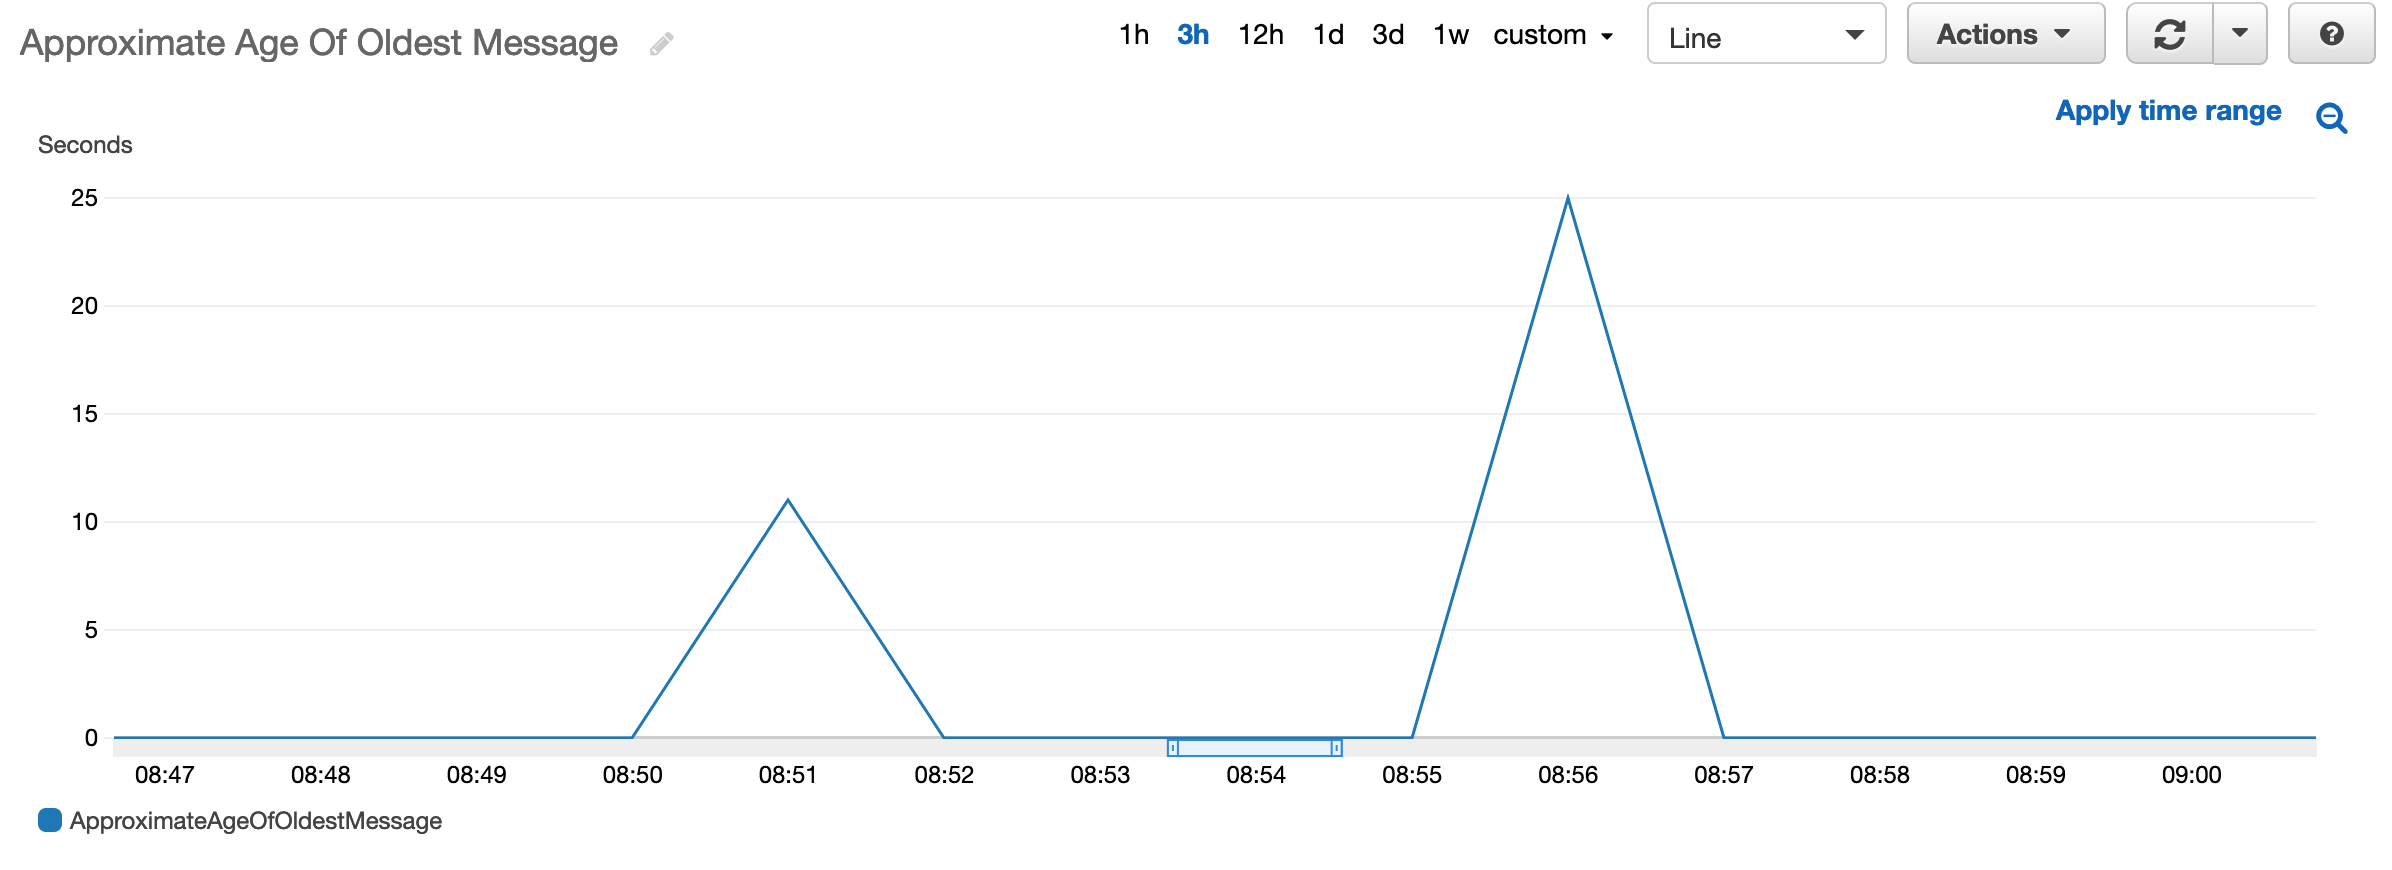 Approximate Age Of Oldest Message
1h 3h 12h 1d 3d 1w custom Line Actions ?
Apply time range
Seconds
25
20
15
10
5
0
08:47 08:48 08:49 08:50 08:51 08:52 08:53 08:54 08:55 08:56 08:57 08:58 08:59 09:00
ApproximateAgeOfOldestMessage